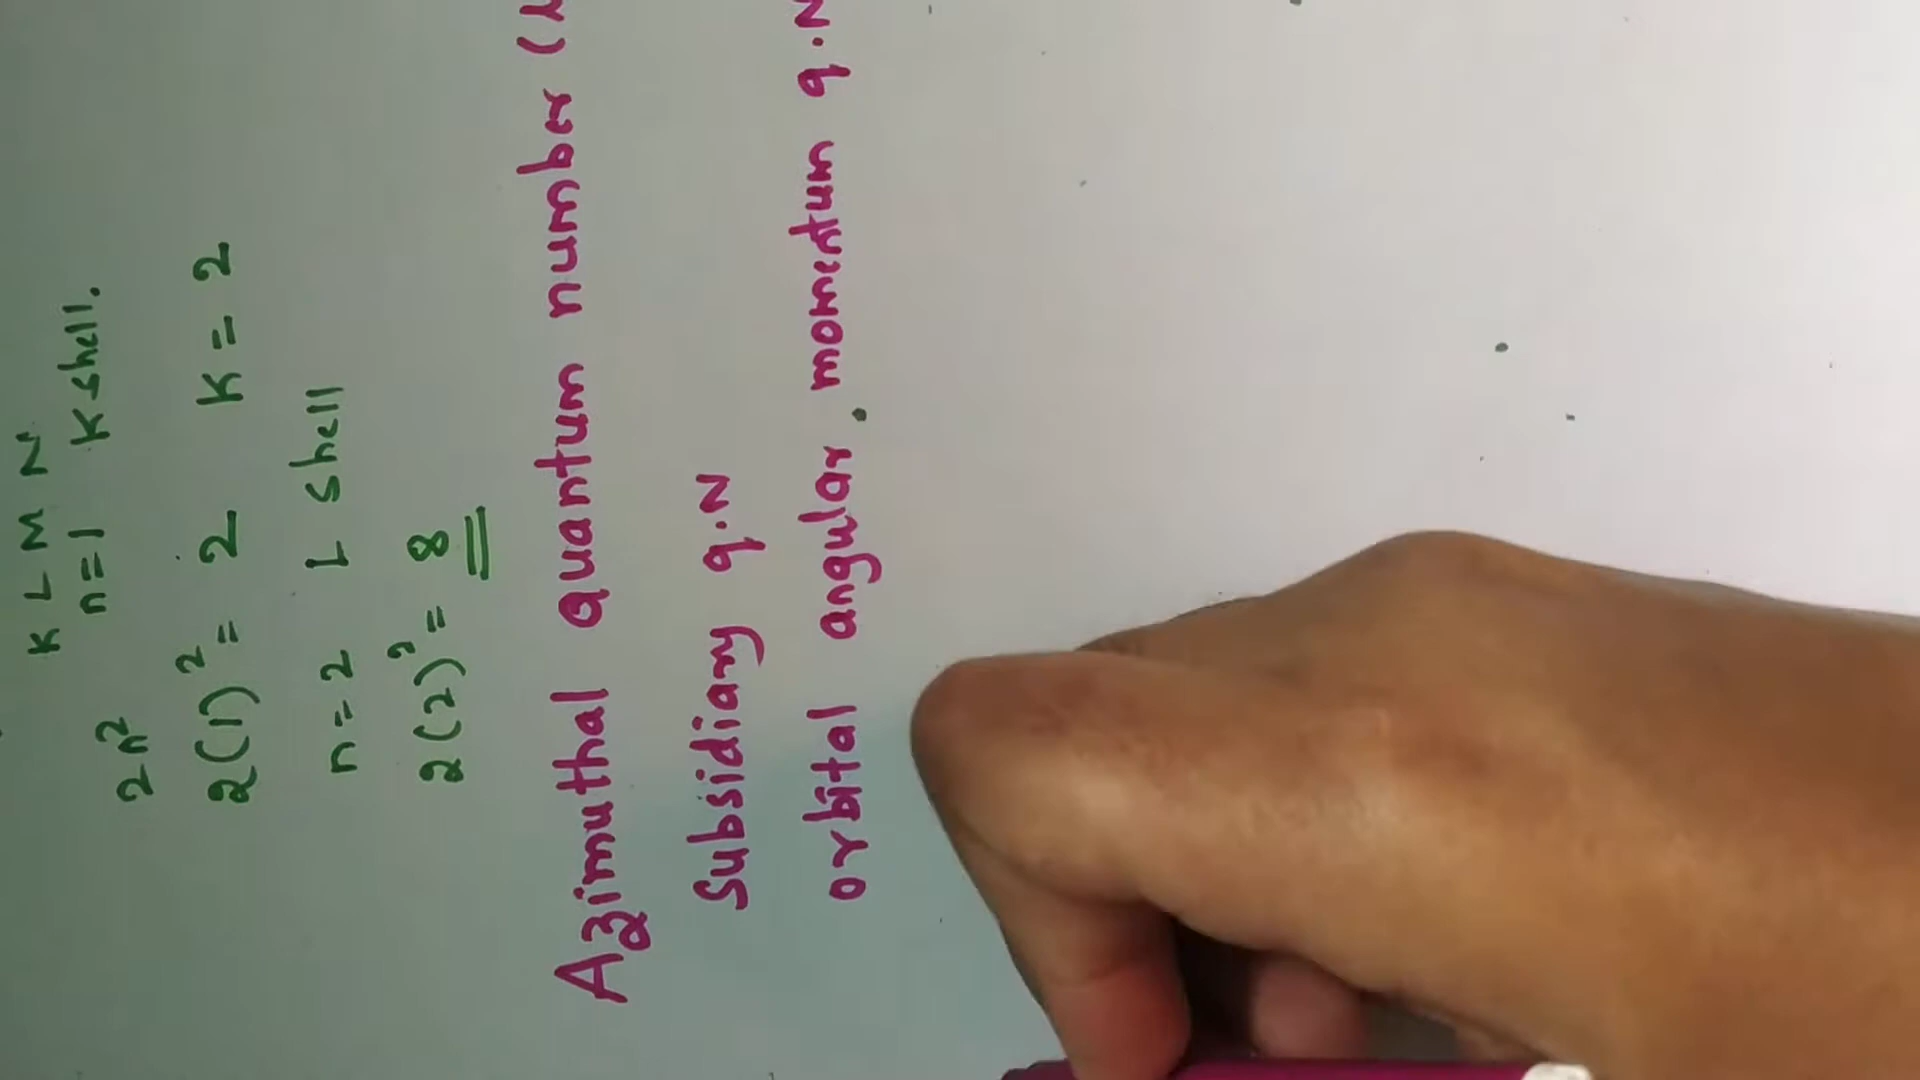 K L M N
n=1 K shell.
2n²
2(1)² = 2 K = 2
n=2 L shell
2(2)² = 8
Azimuthal quantum number (
Subsidiary q.N
orbital angular momentum q.N